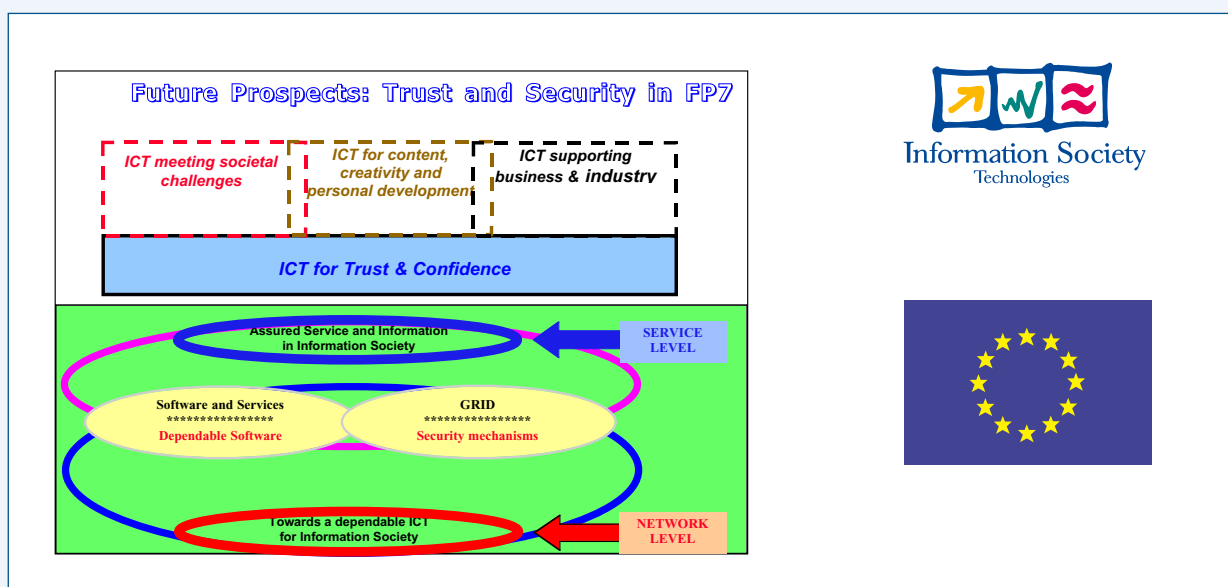 Future Prospects: Trust and Security in FP7
ICT meeting societal
challenges
ICT for content,
creativity and
personal development
ICT supporting
business & industry
ICT for Trust & Confidence
Assured Service and Information
in Information Society
SERVICE
LEVEL
Software and Services
****************
Dependable Software
GRID
****************
Security mechanisms
Towards a dependable ICT
for Information Society
NETWORK
LEVEL
Information Society
Technologies